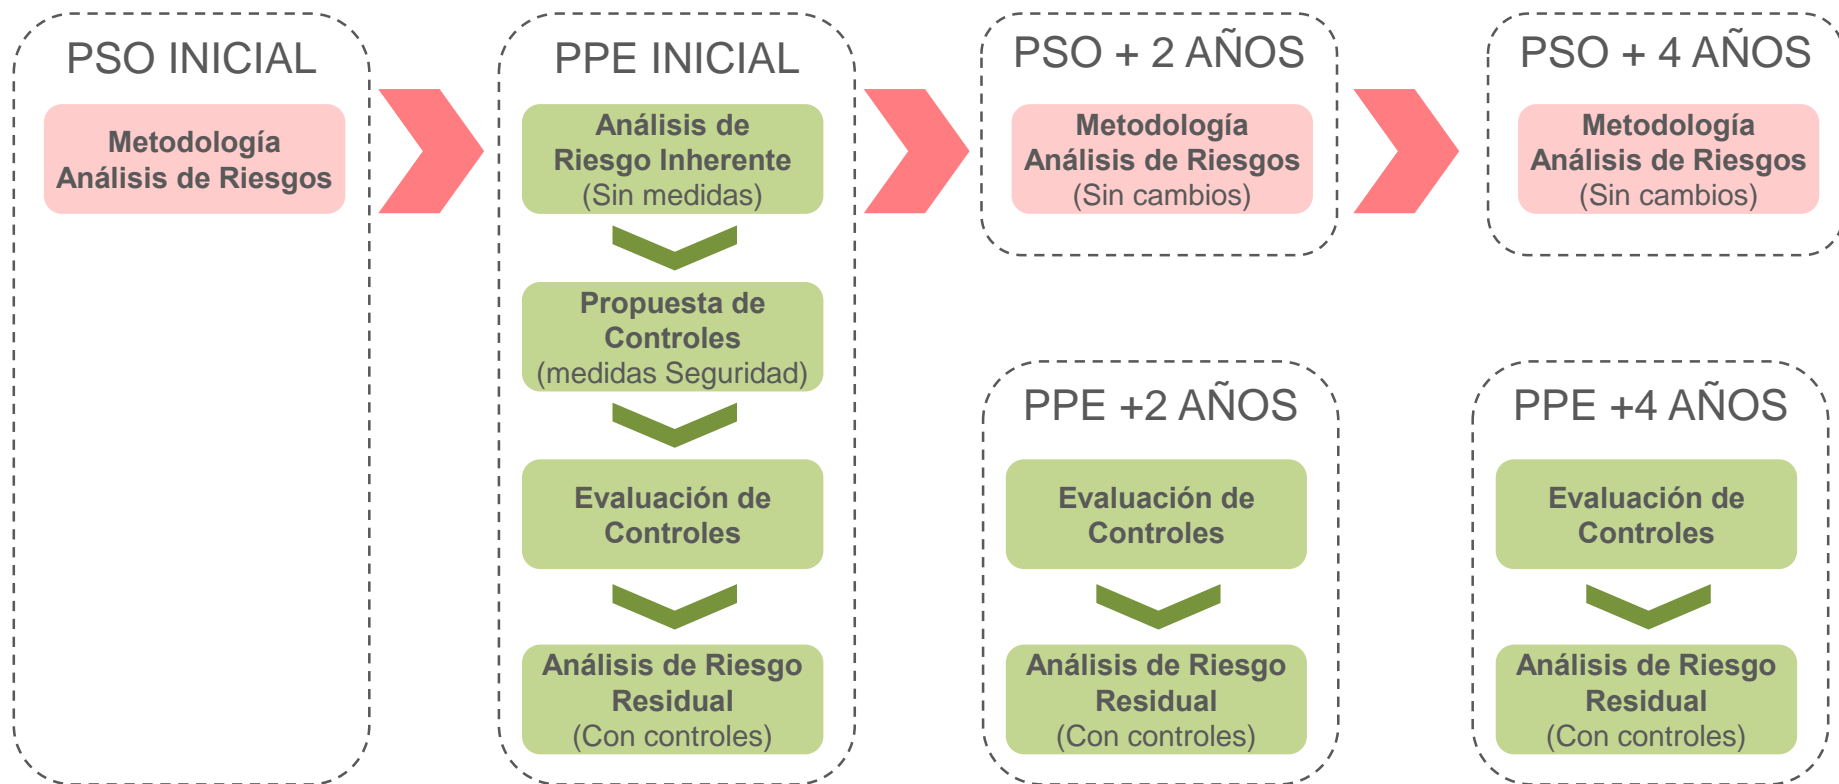 PSO INICIAL
Metodología
Análisis de Riesgos
PPE INICIAL
Análisis de
Riesgo Inherente
(Sin medidas)
Propuesta de
Controles
(medidas Seguridad)
Evaluación de
Controles
Análisis de Riesgo
Residual
(Con controles)
PSO + 2 AÑOS
Metodología
Análisis de Riesgos
(Sin cambios)
PPE +2 AÑOS
Evaluación de
Controles
Análisis de Riesgo
Residual
(Con controles)
PSO + 4 AÑOS
Metodología
Análisis de Riesgos
(Sin cambios)
PPE +4 AÑOS
Evaluación de
Controles
Análisis de Riesgo
Residual
(Con controles)